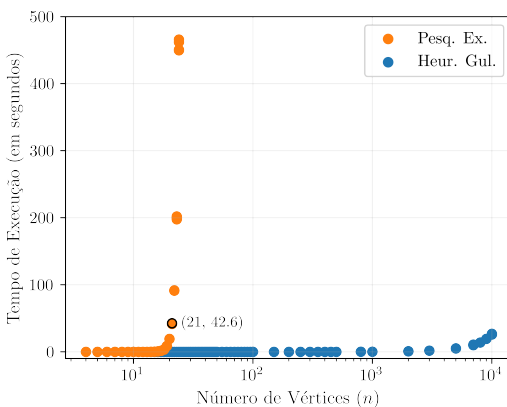 500
400
300
200
100
0
Tempo de Execução (em segundos)
Pesq. Ex.
Heur. Gul.
(21, 42.6)
10¹
10²
10³
10⁴
Número de Vértices (n)